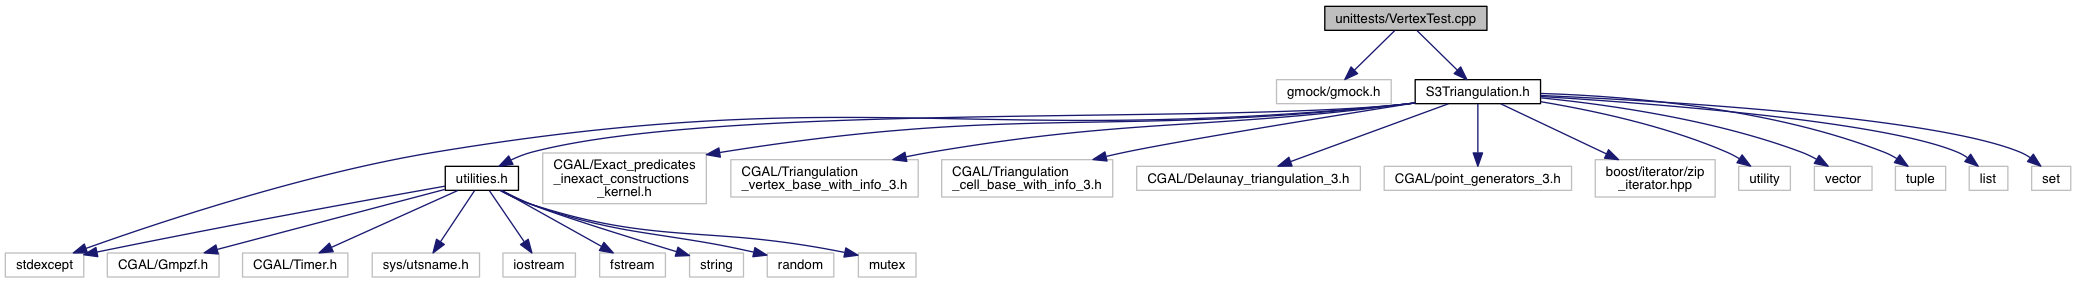 unittests/VertexTest.cpp
gmock/gmock.h
S3Triangulation.h
utilities.h
CGAL/Exact_predicates
_inexact_constructions
_kernel.h
CGAL/Triangulation
_vertex_base_with_info_3.h
CGAL/Triangulation
_cell_base_with_info_3.h
CGAL/Delaunay_triangulation_3.h
CGAL/point_generators_3.h
boost/iterator/zip
_iterator.hpp
utility
vector
tuple
list
set
stdexcept
CGAL/Gmpzf.h
CGAL/Timer.h
sys/utsname.h
iostream
fstream
string
random
mutex